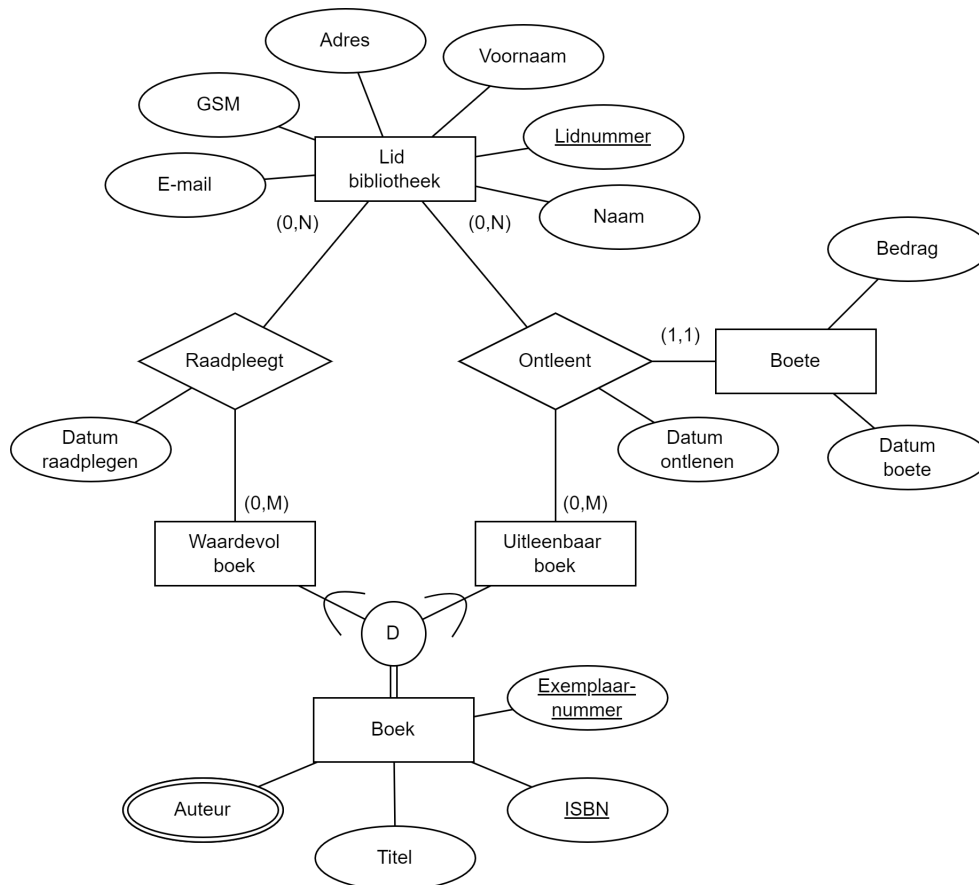 Adres
Voornaam
GSM
Lidnummer
Lid
bibliotheek
E-mail
Naam
(0,N)
(0,N)
Bedrag
(1,1)
Raadpleegt
Ontleent
Boete
Datum
raadplegen
Datum
ontlenen
Datum
boete
(0,M)
(0,M)
Waardevol
boek
Uitleenbaar
boek
D
Exemplaar-
nummer
Boek
Auteur
ISBN
Titel